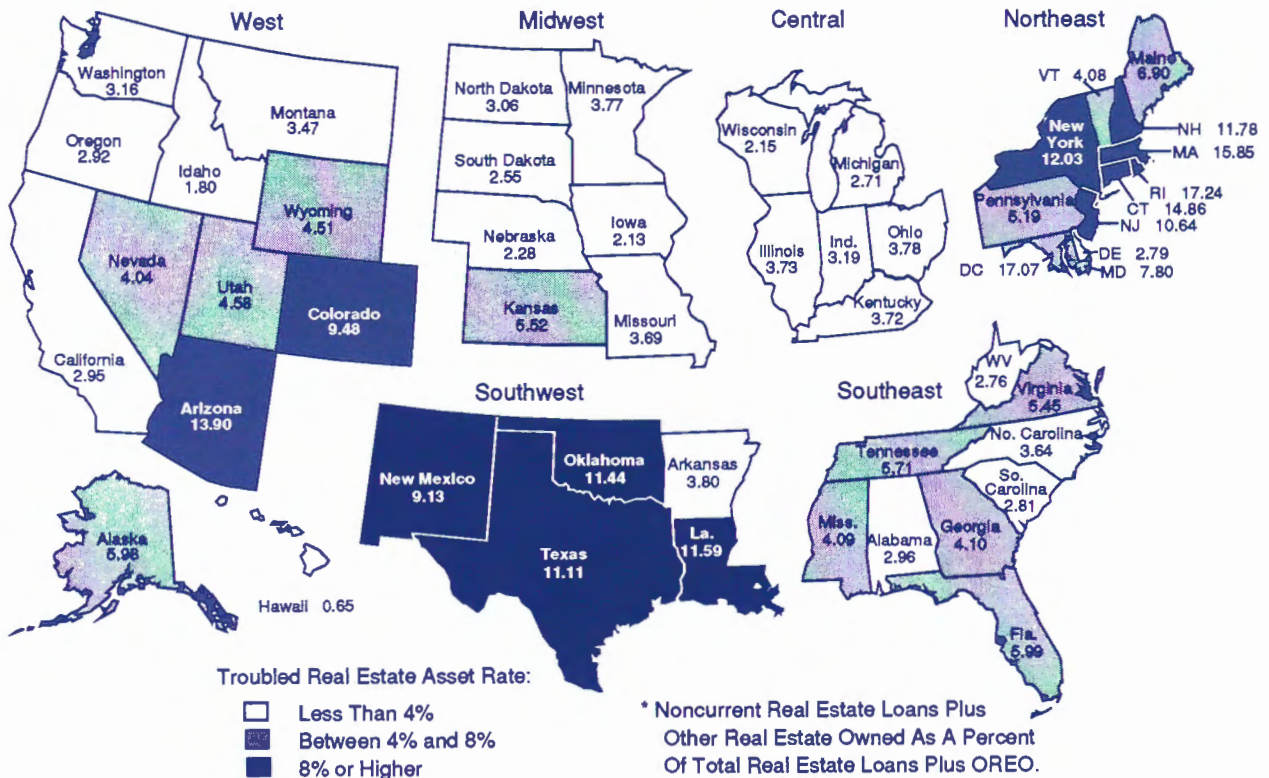 West
Washington
3.16
Oregon
2.92
Idaho
1.80
Montana
3.47
Wyoming
4.51
Nevada
4.04
Utah
4.58
Colorado
9.48
California
2.95
Arizona
13.90
Alaska
5.98
Hawaii 0.65
Midwest
North Dakota
3.06
Minnesota
3.77
South Dakota
2.55
Nebraska
2.28
Iowa
2.13
Kansas
5.52
Missouri
3.69
Central
Wisconsin
2.15
Michigan
2.71
Illinois
3.73
Ind.
3.19
Ohio
3.78
Kentucky
3.72
Northeast
Maine
6.90
VT 4.08
New
York
12.03
NH 11.78
MA 15.85
RI 17.24
CT 14.86
NJ 10.64
Pennsylvania
5.19
DE 2.79
MD 7.80
DC 17.07
Southwest
New Mexico
9.13
Oklahoma
11.44
Arkansas
3.80
Texas
11.11
La.
11.59
Southeast
WV
2.76
Virginia
5.45
Tennessee
5.71
No. Carolina
3.64
So.
Carolina
2.81
Miss.
4.09
Alabama
2.96
Georgia
4.10
Fla.
5.99
Troubled Real Estate Asset Rate:
Less Than 4%
Between 4% and 8%
8% or Higher
* Noncurrent Real Estate Loans Plus
Other Real Estate Owned As A Percent
Of Total Real Estate Loans Plus OREO.